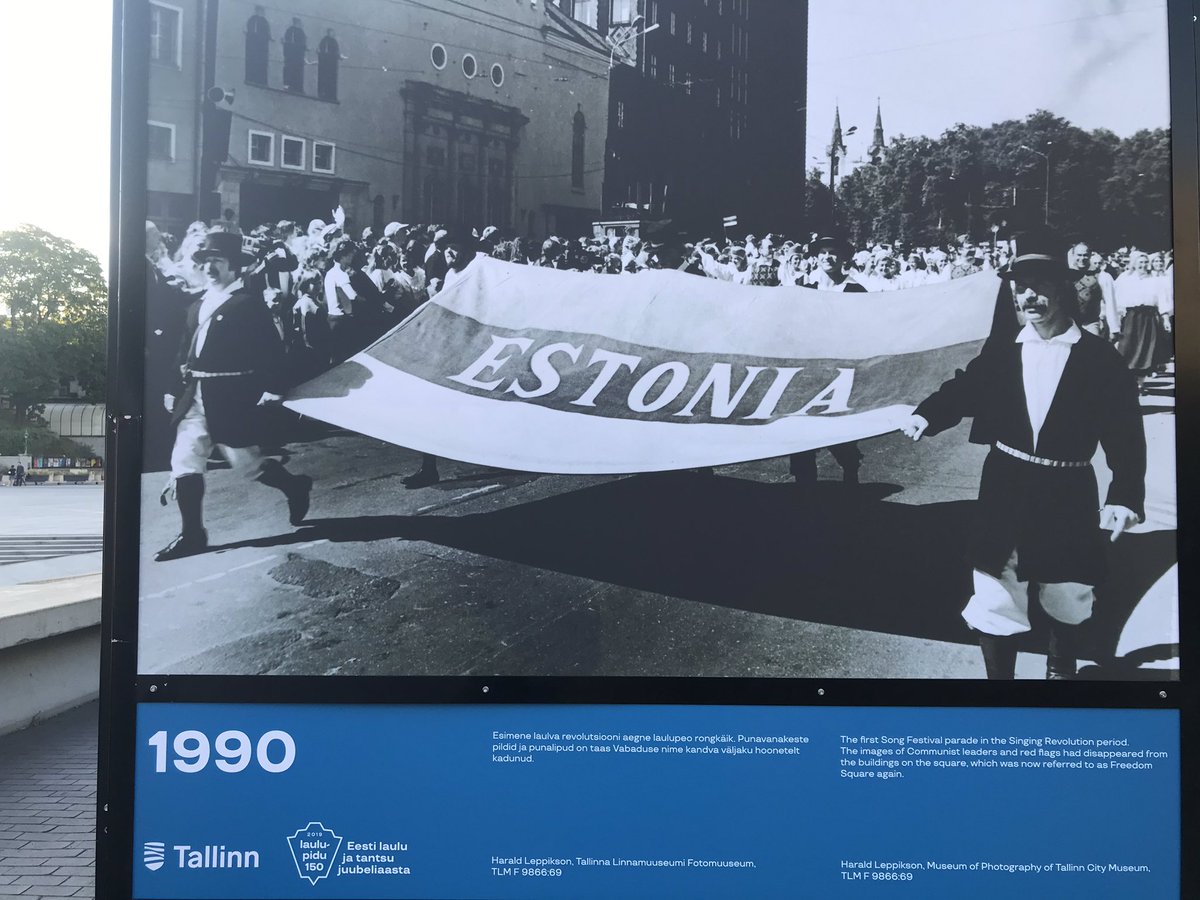 ESTONIA
1990
Esimene laulva revolutsiooni aegne laulupeo rongkäik. Punavanakeste
pildid ja punalipud on taas Vabaduse nime kandva väljaku hoonetelt
kadunud.
The first Song Festival parade in the Singing Revolution period.
The images of Communist leaders and red flags had disappeared from
the buildings on the square, which was now referred to as Freedom
Square again.
Tallinn
2019
laulu-
pidu
150
Eesti laulu
ja tantsu
juubeliaasta
Harald Leppikson, Tallinna Linnamuuseumi Fotomuuseum,
TLM F 9866:69
Harald Leppikson, Museum of Photography of Tallinn City Museum,
TLM F 9866:69